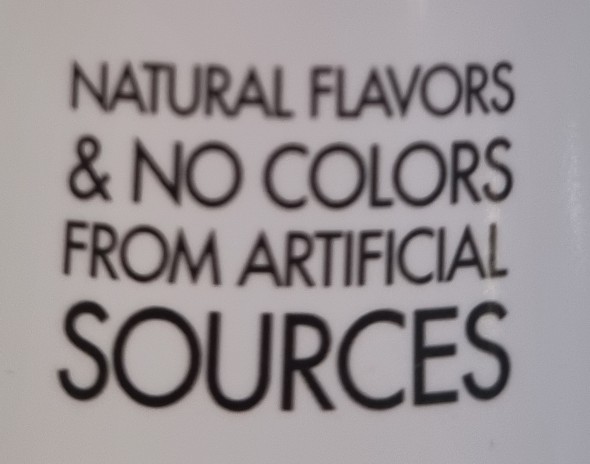 NATURAL FLAVORS
& NO COLORS
FROM ARTIFICIAL
SOURCES